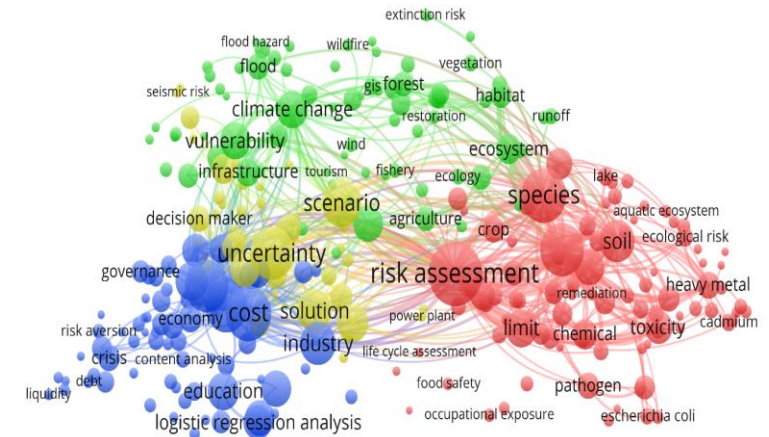 extinction risk
flood hazard
wildfire
flood
vegetation
gis
forest
seismic risk
habitat
climate change
restoration
runoff
vulnerability
wind
ecosystem
infrastructure
tourism
fishery
ecology
lake
species
scenario
decision maker
agriculture
aquatic ecosystem
crop
soil
ecological risk
uncertainty
governance
risk assessment
heavy metal
remediation
economy
cost
solution
power plant
cadmium
risk aversion
limit
chemical
toxicity
industry
life cycle assessment
crisis
content analysis
debt
food safety
pathogen
liquidity
education
occupational exposure
escherichia coli
logistic regression analysis